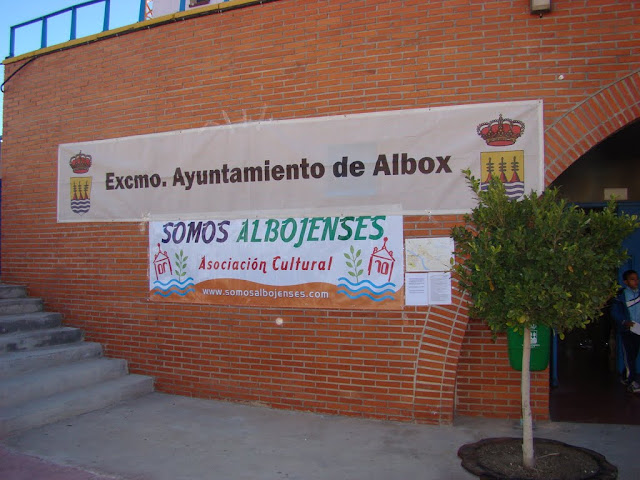 Excmo. Ayuntamiento de Albox
SOMOS ALBOJENSES
Asociación Cultural
www.somosalbojenses.com